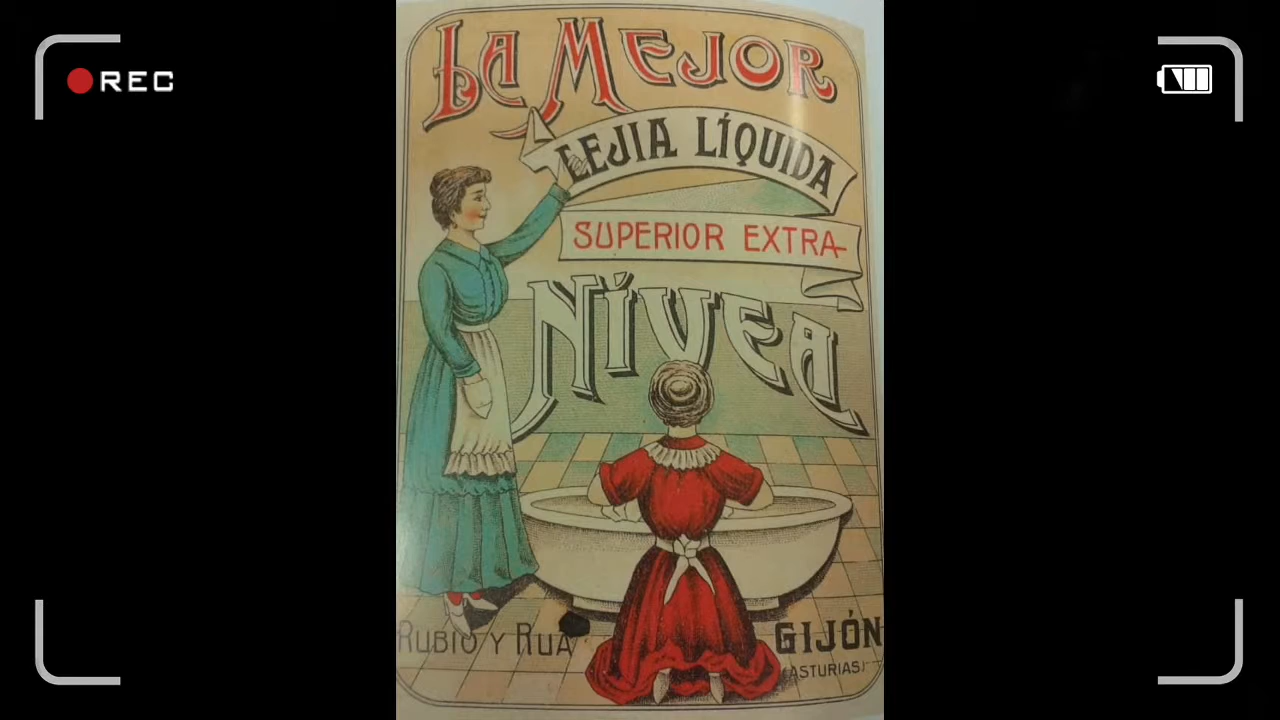 REC
La Mejor
LEJIA LÍQUIDA
SUPERIOR EXTRA
NíVEA
RUBIO Y RUA
GIJÓN
(ASTURIAS)